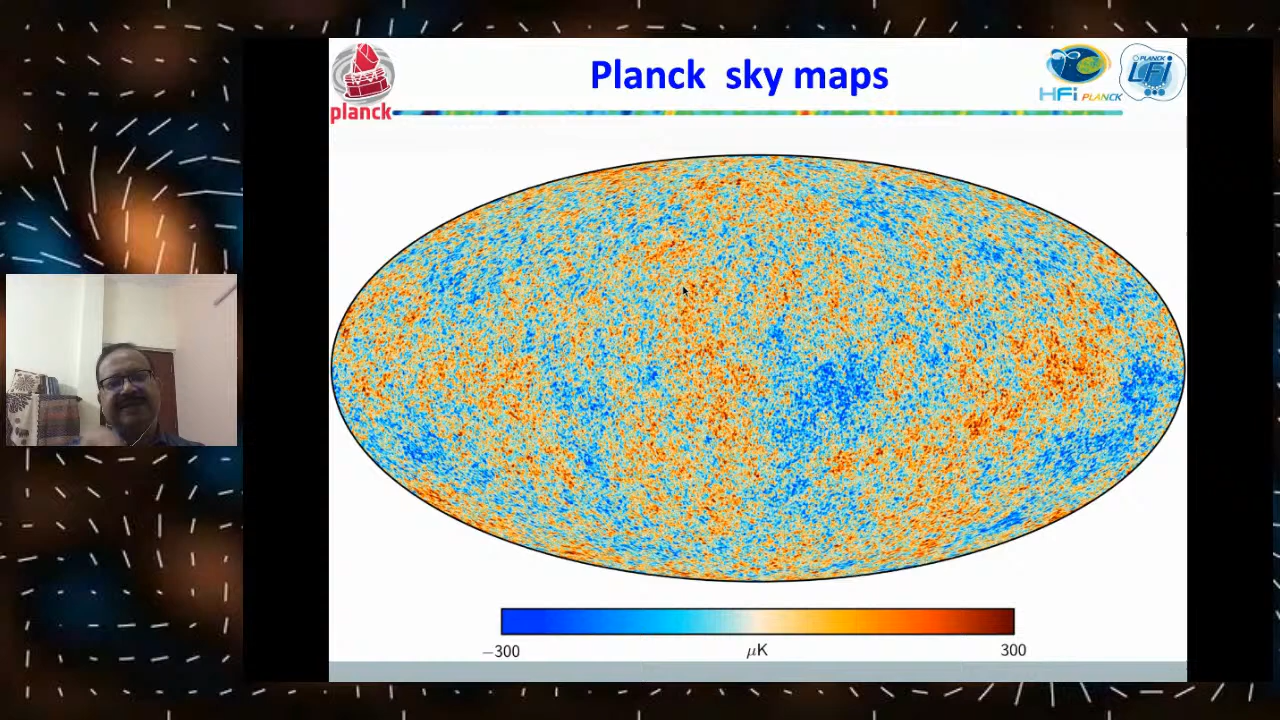 Planck sky maps
planck
HFi PLANCK
PLANCK
LFI
−300
µK
300